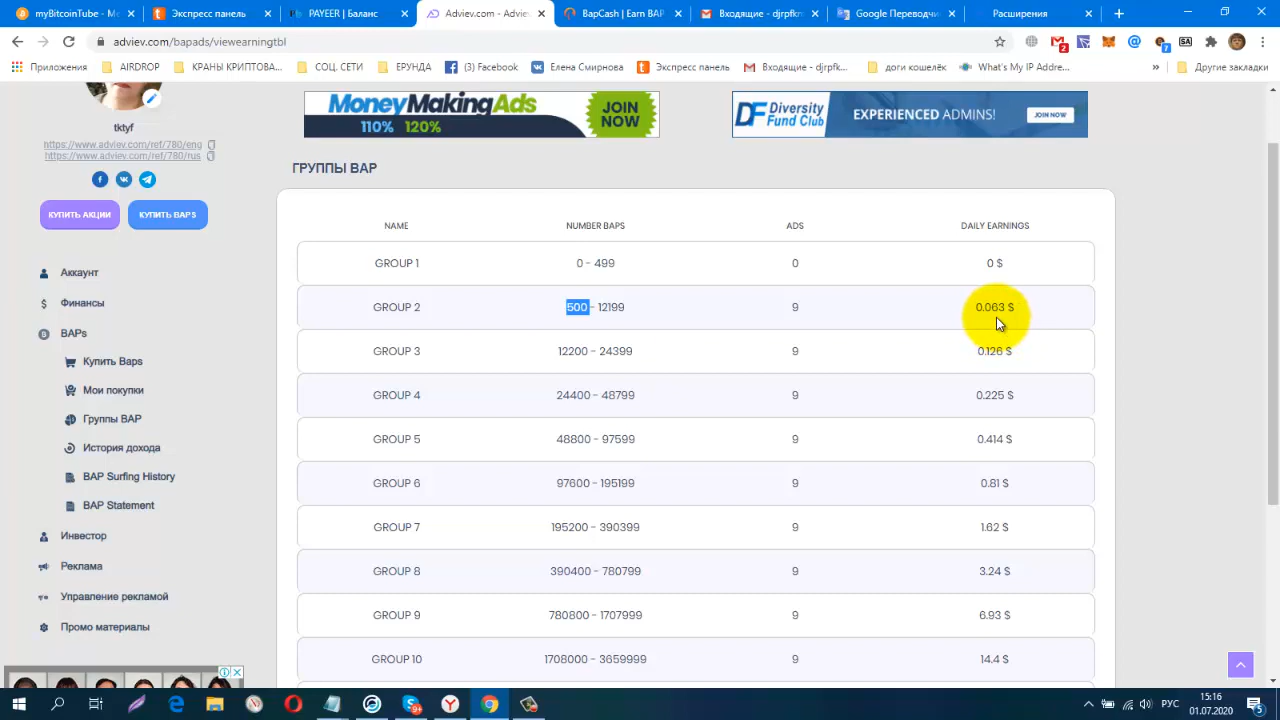 myBitcoinTube - М
Экспресс панель
PAYEER | Баланс
Adviev.com - Adviev
BapCash | Earn BAP
Входящие - djrpfkm
Google Переводчи
Расширения
adviev.com/bapads/viewearningtbl
2
7
SA
Приложения
AIRDROP
КРАНЫ КРИПТОВА...
СОЦ. СЕТИ
ЕРУНДА
(3) Facebook
Елена Смирнова
Экспресс панель
Входящие - djrpfk...
доги кошелёк
What's My IP Addre...
»
Другие закладки
MoneyMakingAds
110% 120%
JOIN
NOW
DF Diversity
Fund Club
EXPERIENCED ADMINS!
JOIN NOW
tktyf
https://www.adviev.com/ref/780/eng
https://www.adviev.com/ref/780/rus
КУПИТЬ АКЦИИ
КУПИТЬ BAPS
Аккаунт
Финансы
BAPs
Купить Baps
Мои покупки
Группы BAP
История дохода
BAP Surfing History
BAP Statement
Инвестор
Реклама
Управление рекламой
Промо материалы
ГРУППЫ BAP
NAME NUMBER BAPS ADS DAILY EARNINGS
GROUP 1 0 - 499 0 0 $
GROUP 2 500 - 12199 9 0.063 $
GROUP 3 12200 - 24399 9 0.126 $
GROUP 4 24400 - 48799 9 0.225 $
GROUP 5 48800 - 97599 9 0.414 $
GROUP 6 97600 - 195199 9 0.81 $
GROUP 7 195200 - 390399 9 1.62 $
GROUP 8 390400 - 780799 9 3.24 $
GROUP 9 780800 - 1707999 9 6.93 $
GROUP 10 1708000 - 3659999 9 14.4 $
9+
РУС
15:16
01.07.2020
5